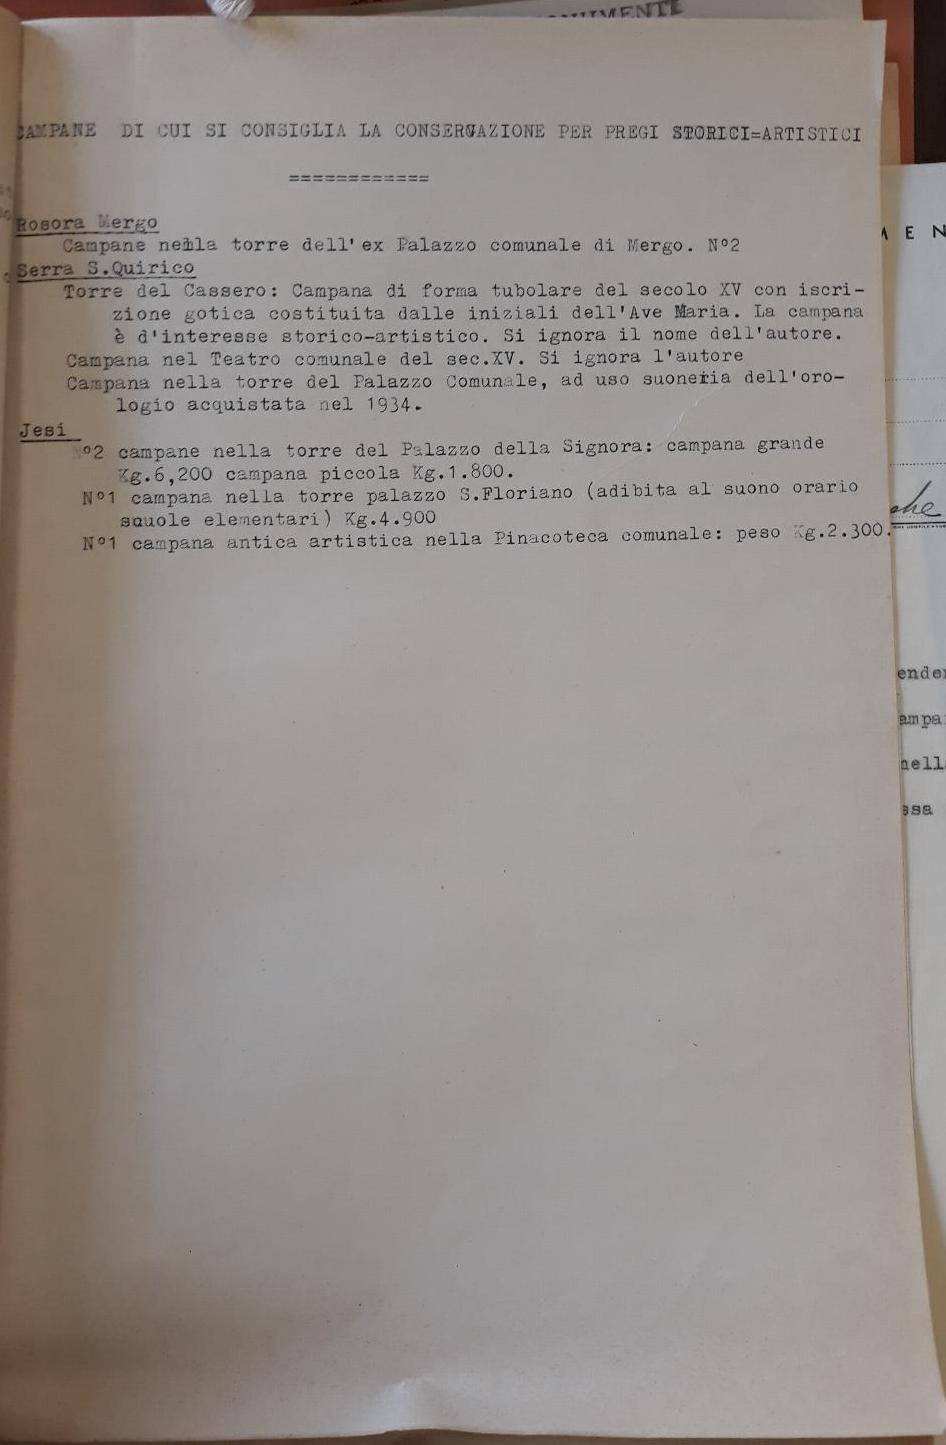 NUMENTI
CAMPANE DI CUI SI CONSIGLIA LA CONSERVAZIONE PER PREGI STORICI=ARTISTICI
============
Rosora Mergo
Campane nella torre dell'ex Palazzo comunale di Mergo. N°2
Serra S.Quirico
Torre del Cassero: Campana di forma tubolare del secolo XV con iscri-
zione gotica costituita dalle iniziali dell'Ave Maria. La campana
è d'interesse storico-artistico. Si ignora il nome dell'autore.
Campana nel Teatro comunale del sec.XV. Si ignora l'autore
Campana nella torre del Palazzo Comunale, ad uso suoneria dell'oro-
logio acquistata nel 1934.
Jesi
N°2 campane nella torre del Palazzo della Signora: campana grande
Kg.6,200 campana piccola Kg.1.800.
N°1 campana nella torre palazzo S.Floriano (adibita al suono orario
scuole elementari) Kg.4.900
N°1 campana antica artistica nella Pinacoteca comunale: peso Kg.2.300.
M E N
che
ender
ampa
nell
ssa